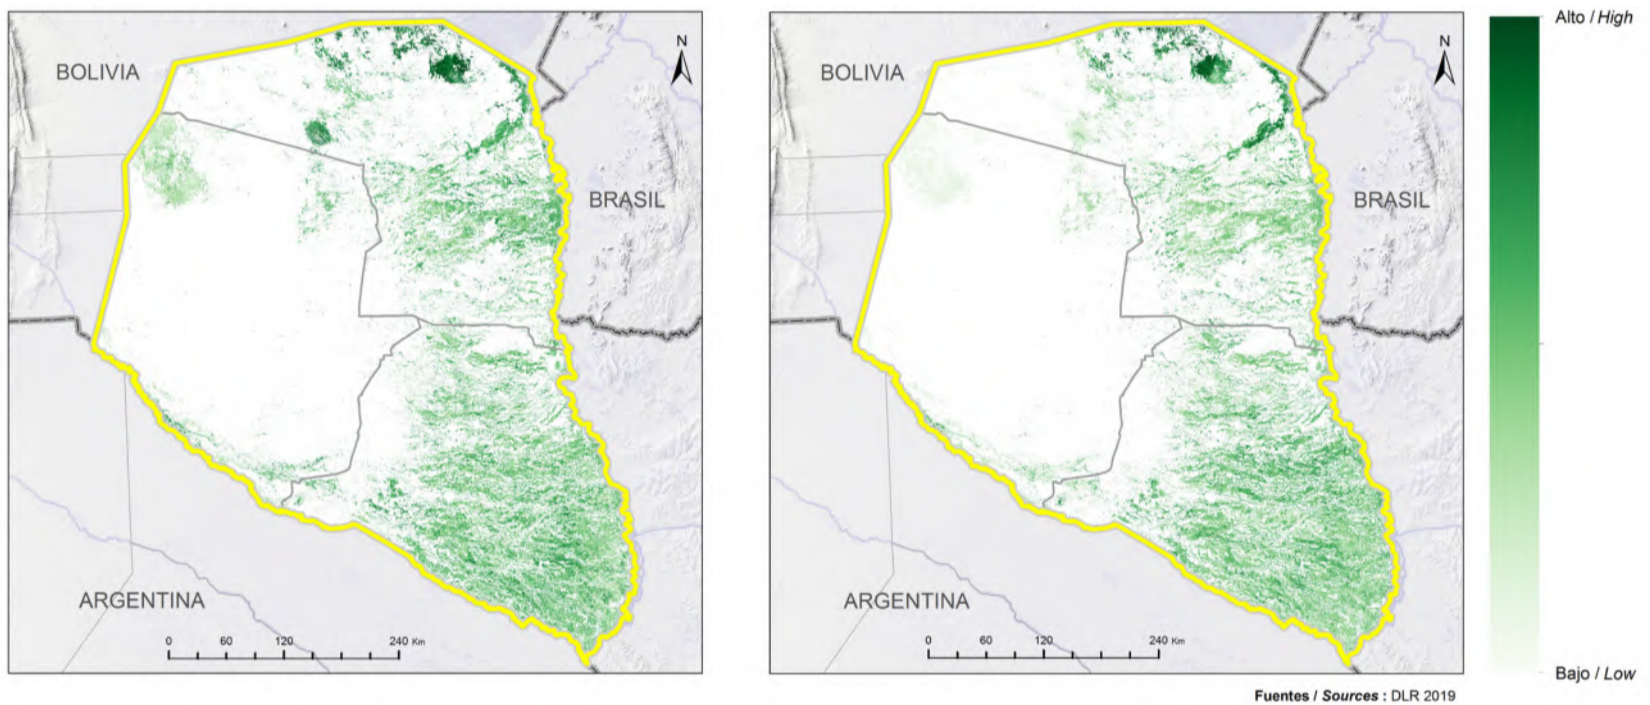 N
BOLIVIA
BRASIL
ARGENTINA
0 60 120 240 Km
N
BOLIVIA
BRASIL
ARGENTINA
0 60 120 240 Km
Alto / High
Bajo / Low
Fuentes / Sources : DLR 2019